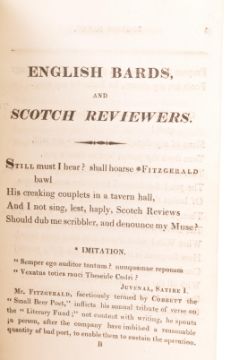 ENGLISH BARDS,
AND
SCOTCH REVIEWERS.
STILL must I hear? shall hoarse *FITZGERALD
bawl
His creaking couplets in a tavern hall,
And I not sing, lest, haply, Scotch Reviews
Should dub me scribbler, and denounce my Muse?
* IMITATION.
" Semper ego auditor tantum? nunquamne reponam
" Vexatus toties rauci Theseide Codri?
JUVENAL, SATIRE I.
Mr. FITZGERALD, facetiously termed by COBBETT the
" Small Beer Poet," inflicts his annual tribute of verse on
the " Literary Fund;" not content with writing, he spouts
in person, after the company have imbibed a reasonable
quantity of bad port, to enable them to sustain the operation.
B